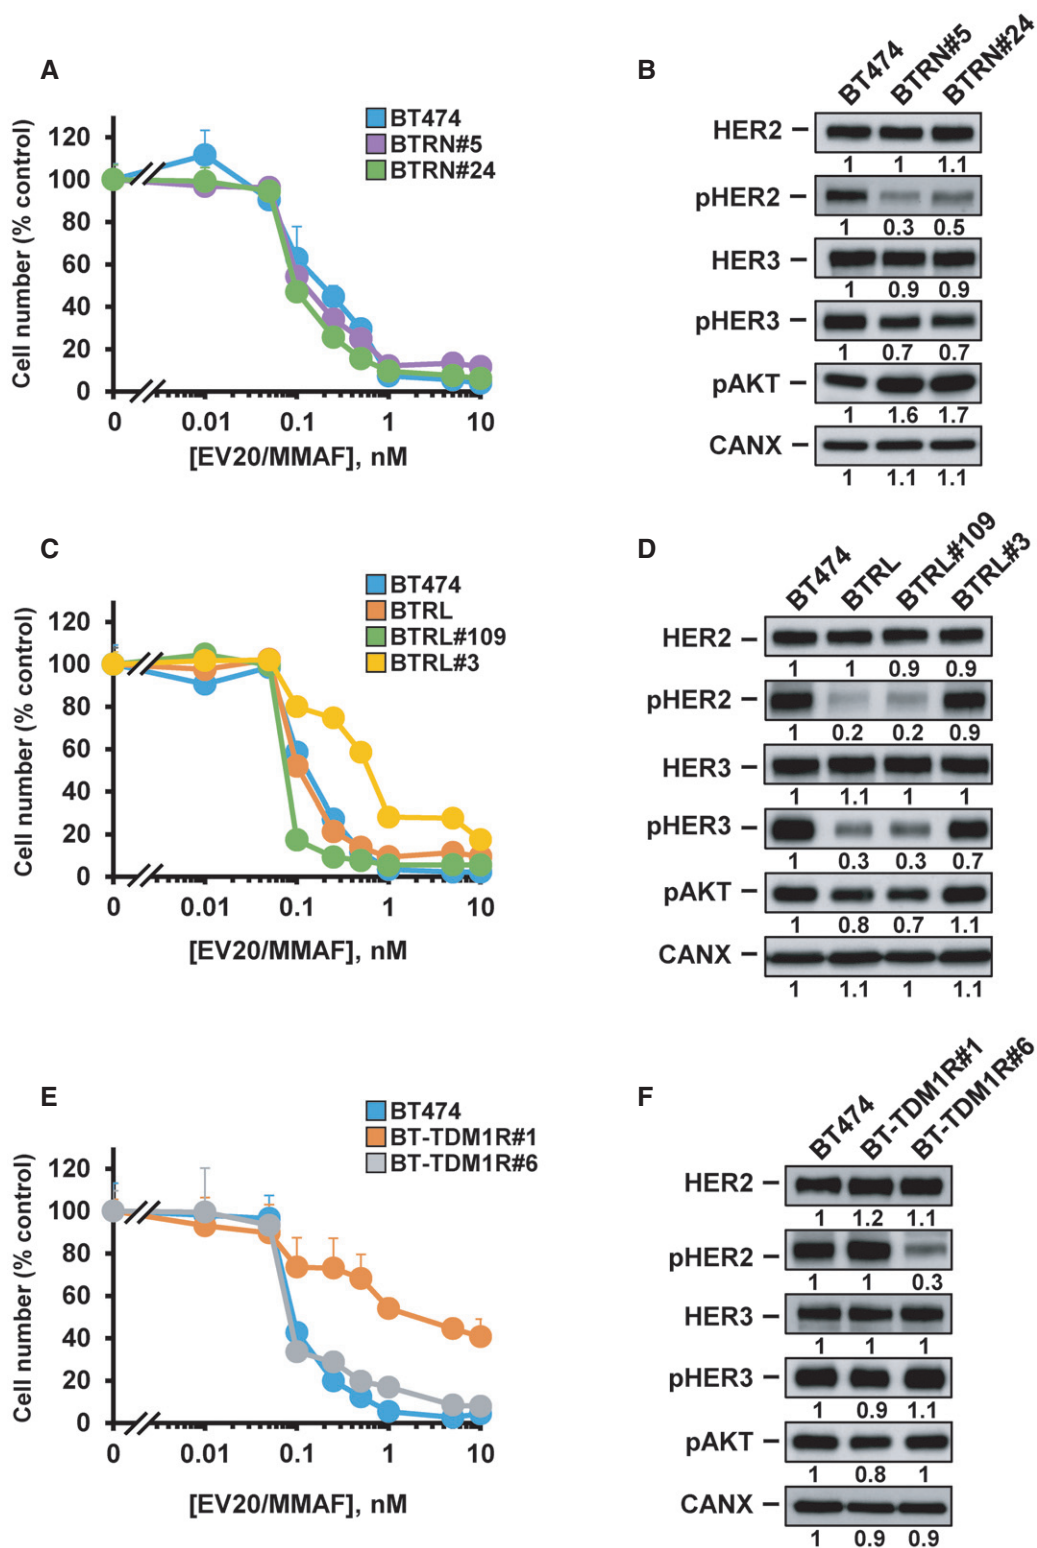 A
BT474
BTRN#5
BTRN#24
Cell number (% control)
120
100
80
60
40
20
0
0 0.01 0.1 1 10
[EV20/MMAF], nM
B
BT474 BTRN#5 BTRN#24
HER2
1 1 1.1
pHER2
1 0.3 0.5
HER3
1 0.9 0.9
pHER3
1 0.7 0.7
pAKT
1 1.6 1.7
CANX
1 1.1 1.1
C
BT474
BTRL
BTRL#109
BTRL#3
Cell number (% control)
120
100
80
60
40
20
0
0 0.01 0.1 1 10
[EV20/MMAF], nM
D
BT474 BTRL BTRL#109 BTRL#3
HER2
1 1 0.9 0.9
pHER2
1 0.2 0.2 0.9
HER3
1 1.1 1 1
pHER3
1 0.3 0.3 0.7
pAKT
1 0.8 0.7 1.1
CANX
1 1.1 1 1.1
E
BT474
BT-TDM1R#1
BT-TDM1R#6
Cell number (% control)
120
100
80
60
40
20
0
0 0.01 0.1 1 10
[EV20/MMAF], nM
F
BT474 BT-TDM1R#1 BT-TDM1R#6
HER2
1 1.2 1.1
pHER2
1 1 0.3
HER3
1 1 1
pHER3
1 0.9 1.1
pAKT
1 0.8 1
CANX
1 0.9 0.9